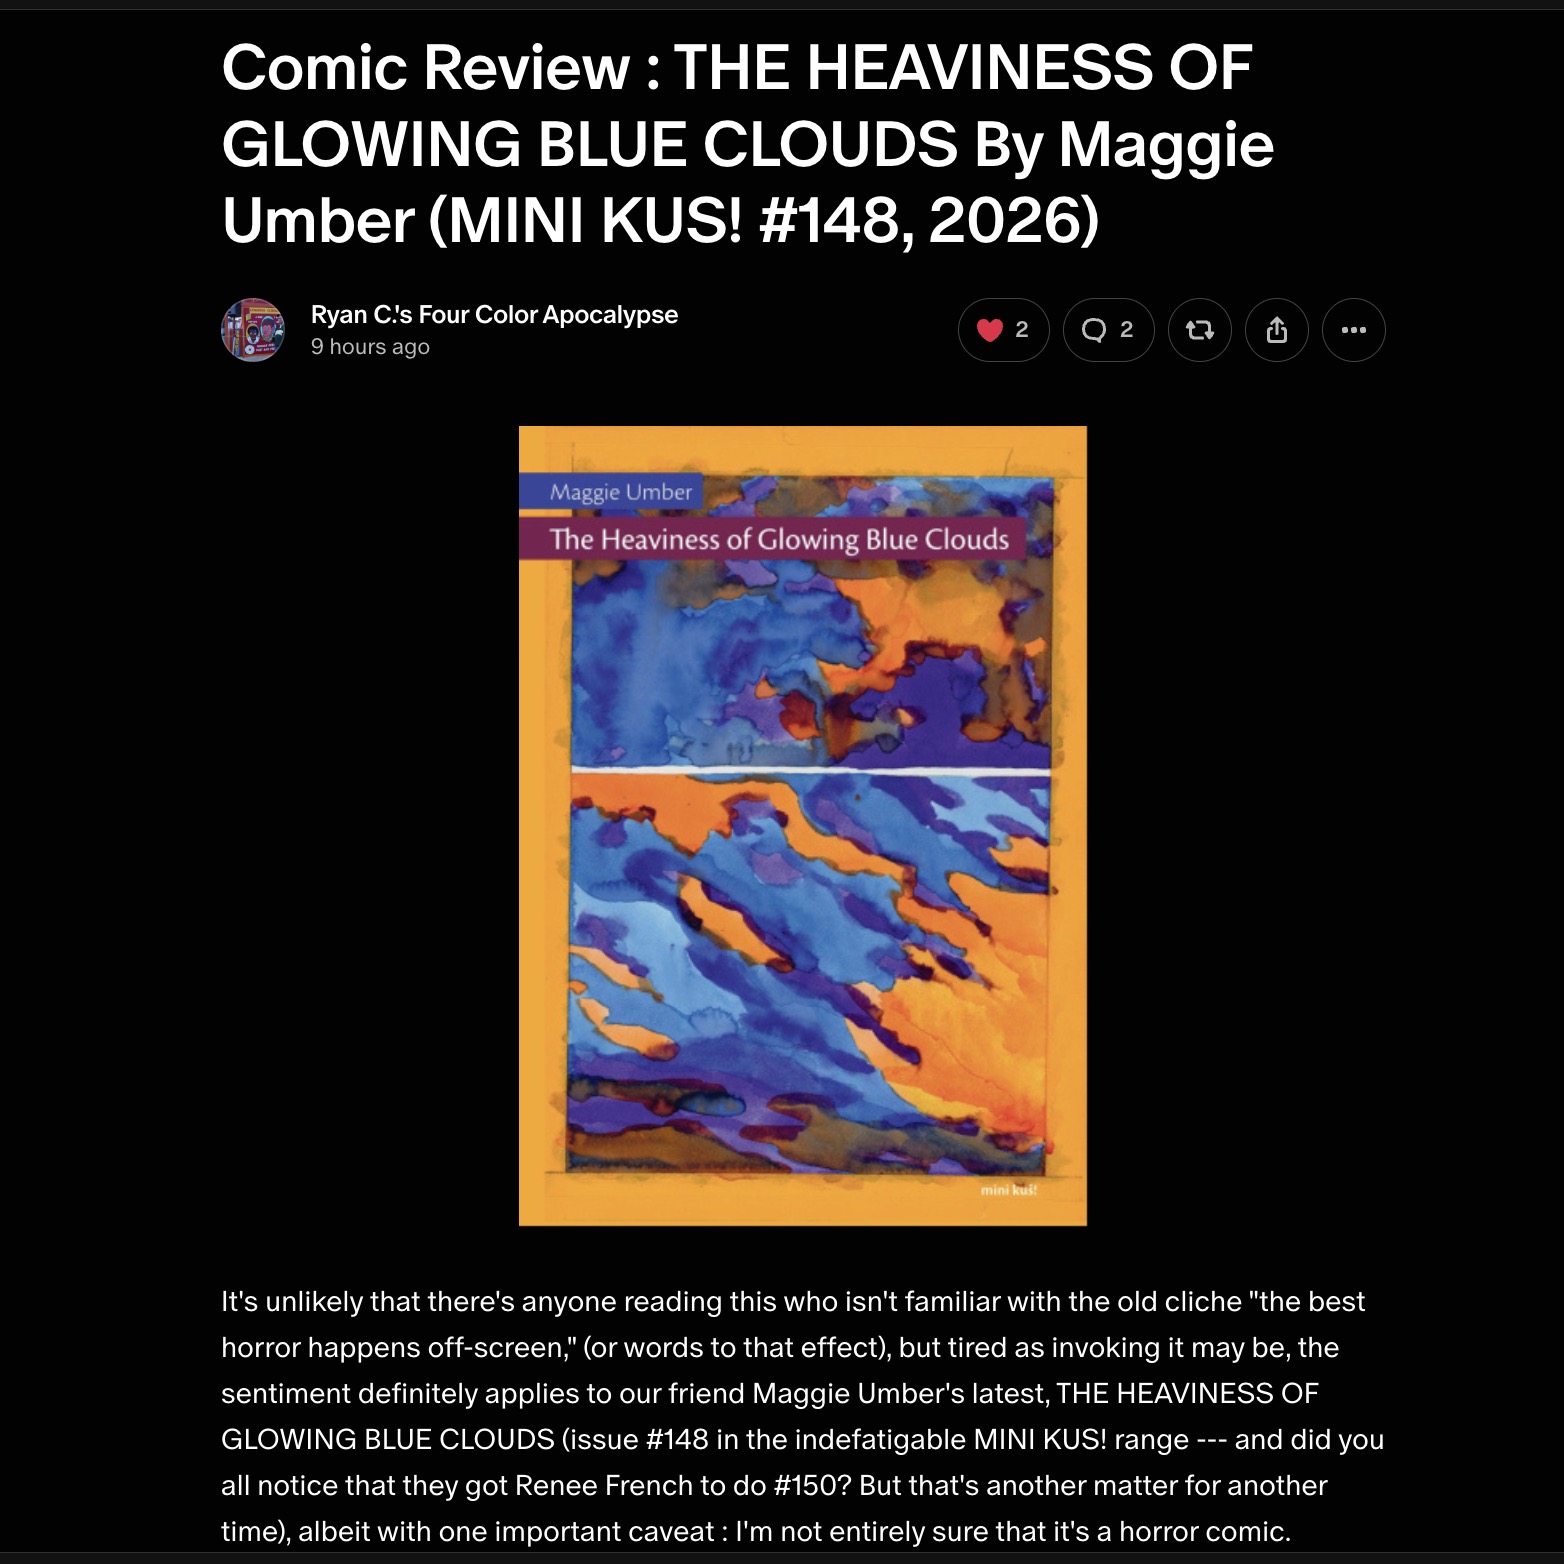 Comic Review : THE HEAVINESS OF
GLOWING BLUE CLOUDS By Maggie
Umber (MINI KUS! #148, 2026)
Ryan C.'s Four Color Apocalypse
9 hours ago
2
2
Maggie Umber
The Heaviness of Glowing Blue Clouds
mini kuš!
It's unlikely that there's anyone reading this who isn't familiar with the old cliche "the best
horror happens off-screen," (or words to that effect), but tired as invoking it may be, the
sentiment definitely applies to our friend Maggie Umber's latest, THE HEAVINESS OF
GLOWING BLUE CLOUDS (issue #148 in the indefatigable MINI KUS! range --- and did you
all notice that they got Renee French to do #150? But that's another matter for another
time), albeit with one important caveat : I'm not entirely sure that it's a horror comic.